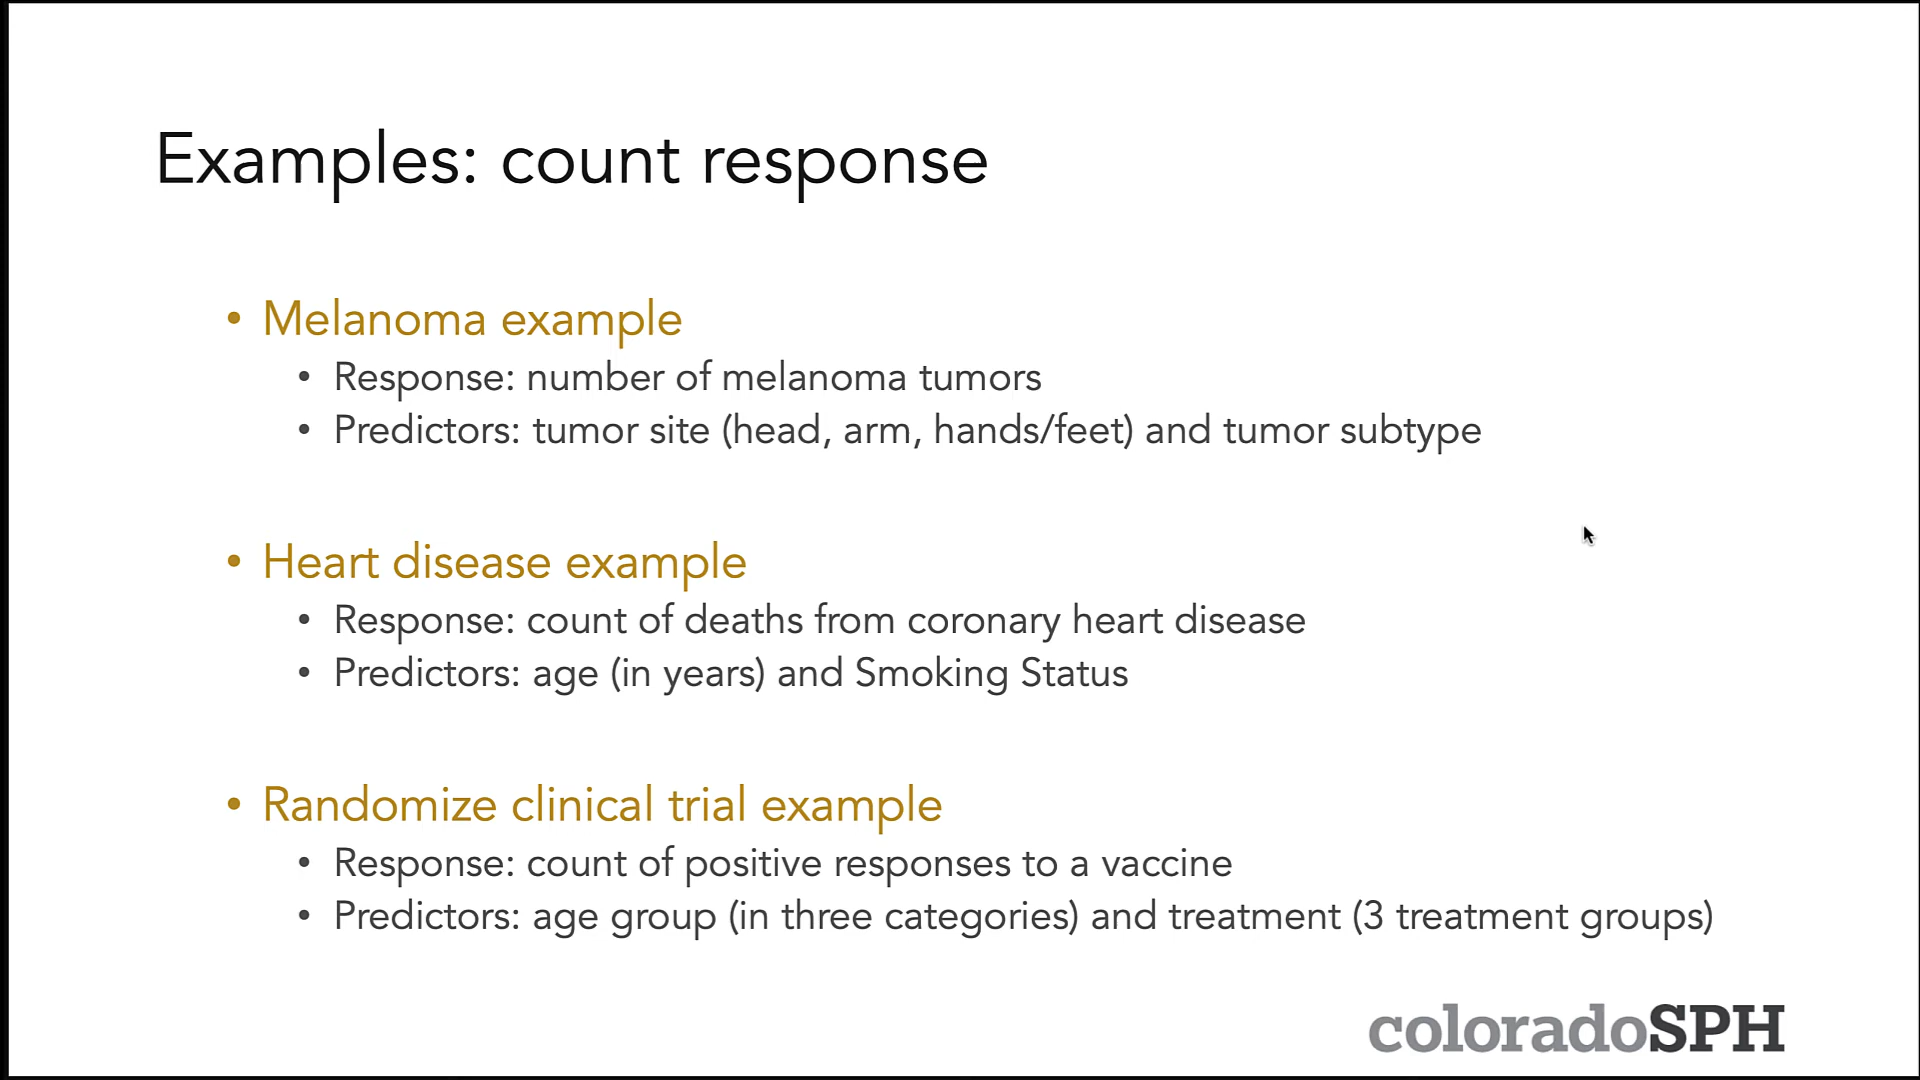 Examples: count response
• Melanoma example
• Response: number of melanoma tumors
• Predictors: tumor site (head, arm, hands/feet) and tumor subtype
• Heart disease example
• Response: count of deaths from coronary heart disease
• Predictors: age (in years) and Smoking Status
• Randomize clinical trial example
• Response: count of positive responses to a vaccine
• Predictors: age group (in three categories) and treatment (3 treatment groups)
coloradoSPH